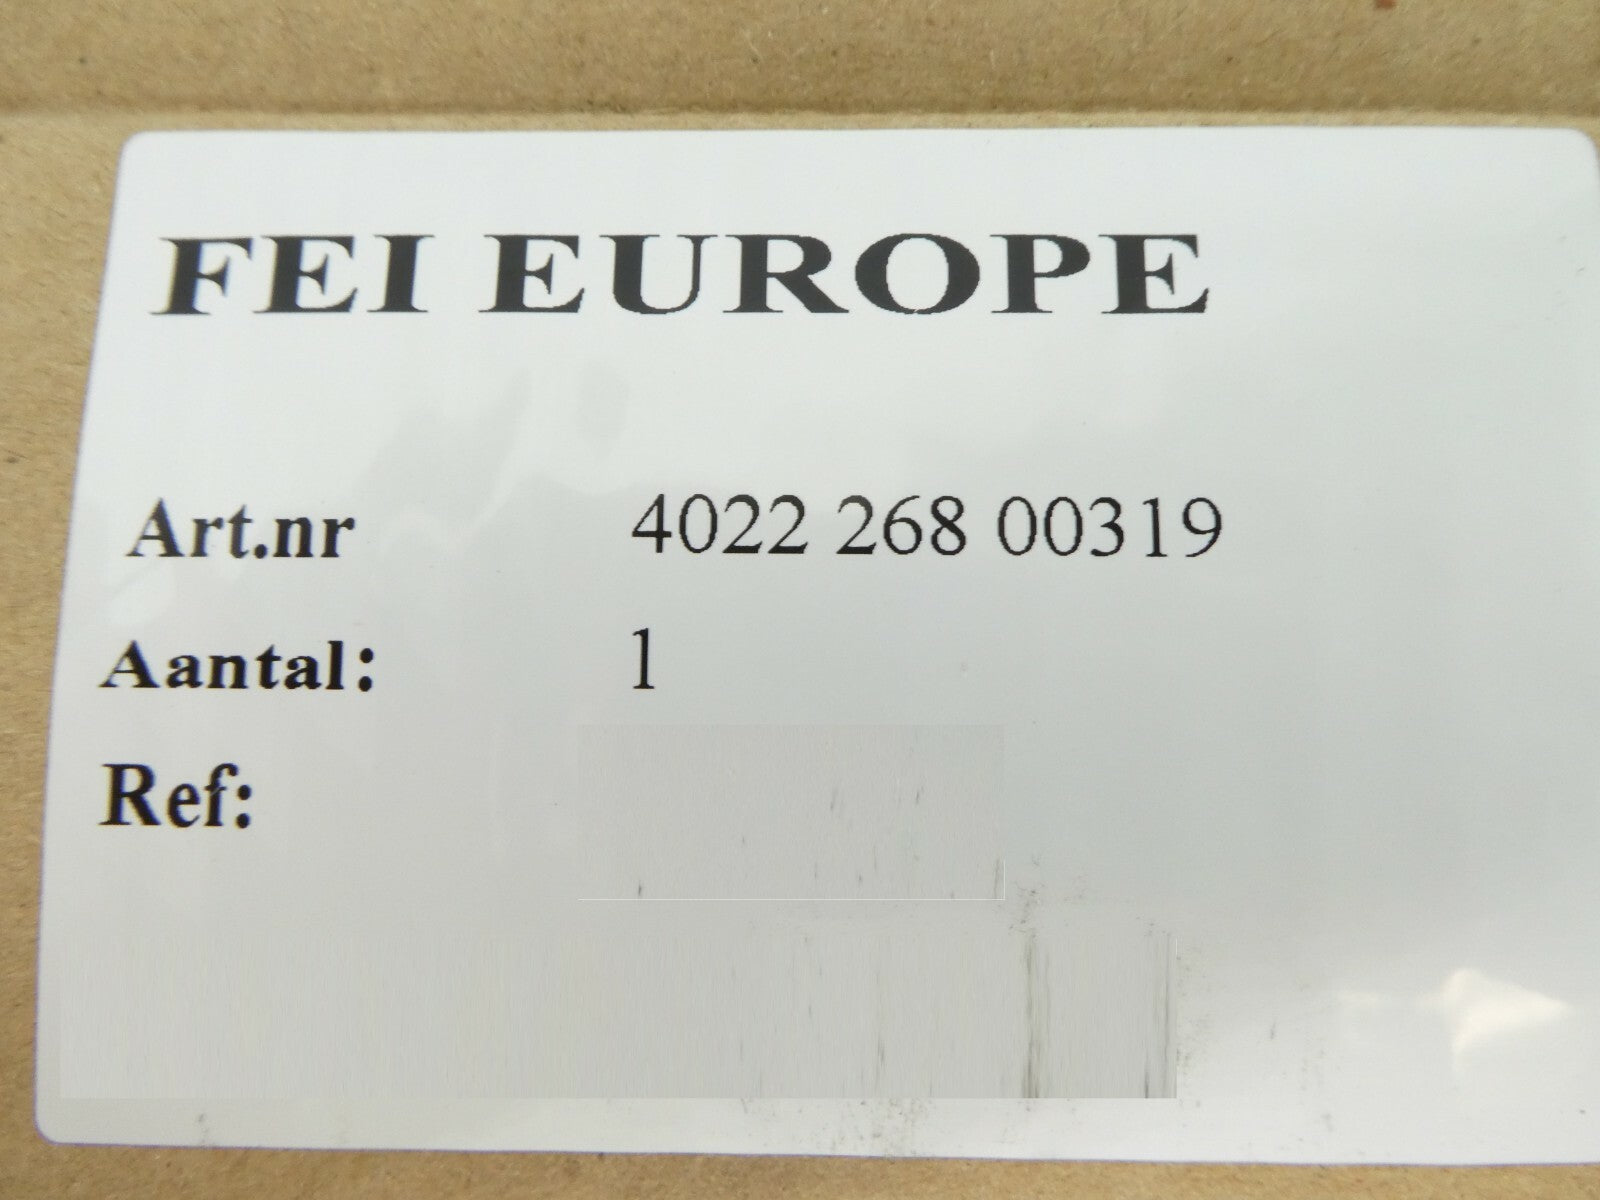 FEI EUROPE
Art.nr 4022 268 00319
Aantal: 1
Ref: